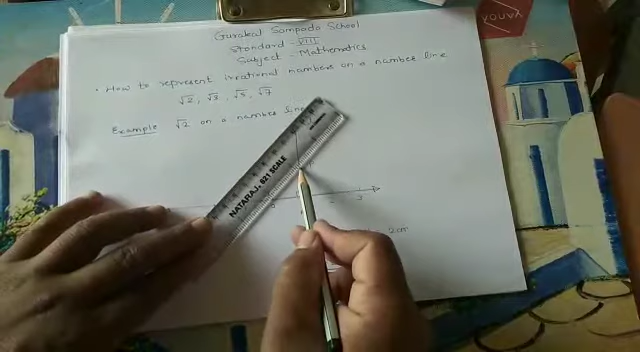 Gurukul Sampada School
Standard - VIII
Subject - Mathematics
• How to represent irrational numbers on a number line
√2, √3, √5, √7
Example √2 on a number line
NATARAJ. 621 SCALE
2cm